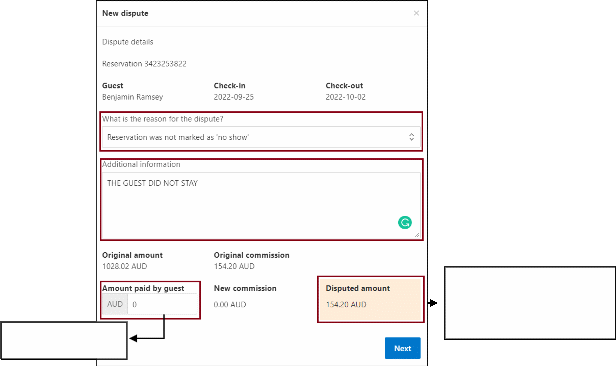 New dispute ×
Dispute details
Reservation 3423253822
Guest Check-in Check-out
Benjamin Ramsey 2022-09-25 2022-10-02
What is the reason for the dispute?
Reservation was not marked as 'no show'
Additional information
THE GUEST DID NOT STAY
Original amount Original commission
1028.02 AUD 154.20 AUD
Amount paid by guest New commission Disputed amount
AUD 0 0.00 AUD 154.20 AUD
Next